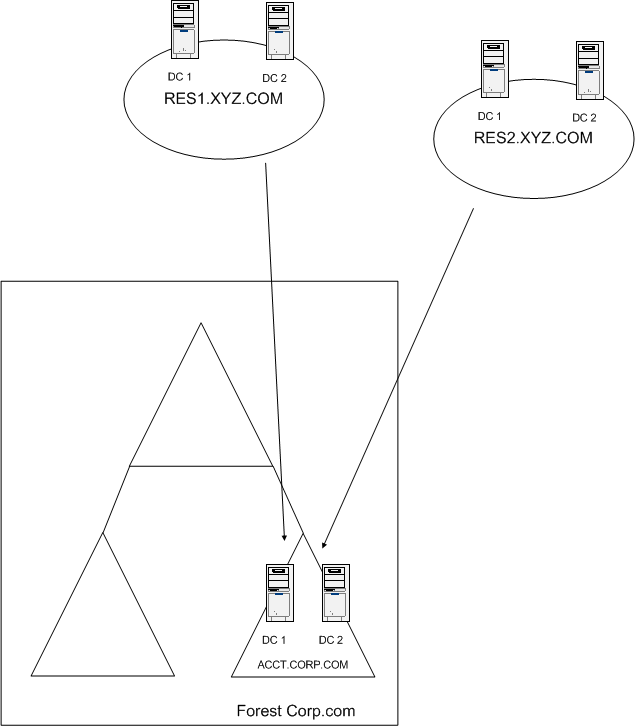 DC 1
DC 2
RES1.XYZ.COM
DC 1
DC 2
RES2.XYZ.COM
DC 1
DC 2
ACCT.CORP.COM
Forest Corp.com